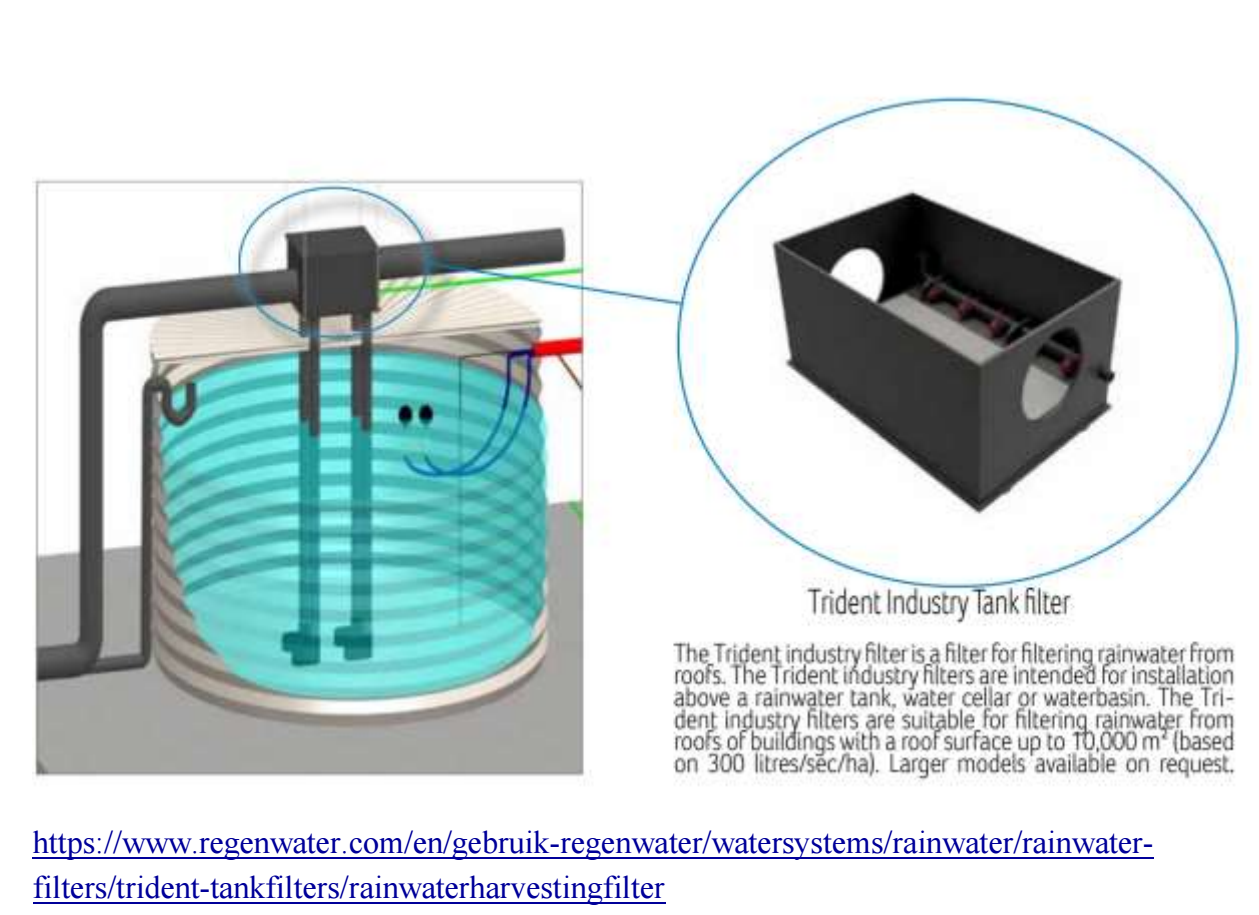 Trident Industry Tank filter
The Trident industry filter is a filter for filtering rainwater from
roofs. The Trident industry filters are intended for installation
above a rainwater tank, water cellar or waterbasin. The Tri-
dent industry filters are suitable for filtering rainwater from
roofs of buildings with a roof surface up to 10,000 m² (based
on 300 litres/sec/ha). Larger models available on request.
https://www.regenwater.com/en/gebruik-regenwater/watersystems/rainwater/rainwater-
filters/trident-tankfilters/rainwaterharvestingfilter